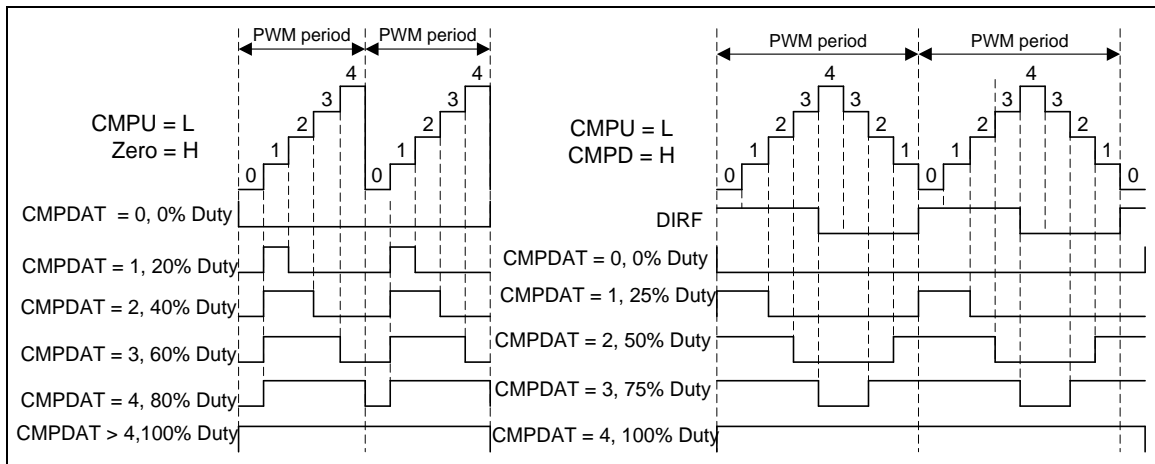 PWM period
PWM period
4
4
3
3
CMPU = L
2
2
Zero = H
1
1
0
0
CMPDAT  = 0, 0% Duty
CMPDAT = 1, 20% Duty
CMPDAT = 2, 40% Duty
CMPDAT = 3, 60% Duty
CMPDAT = 4, 80% Duty
CMPDAT > 4,100% Duty
PWM period
PWM period
4
4
3
3
3
3
CMPU = L
2
2
2
2
CMPD = H
1
1
1
1
0
0
0
DIRF
CMPDAT = 0, 0% Duty
CMPDAT = 1, 25% Duty
CMPDAT = 2, 50% Duty
CMPDAT = 3, 75% Duty
CMPDAT = 4, 100% Duty